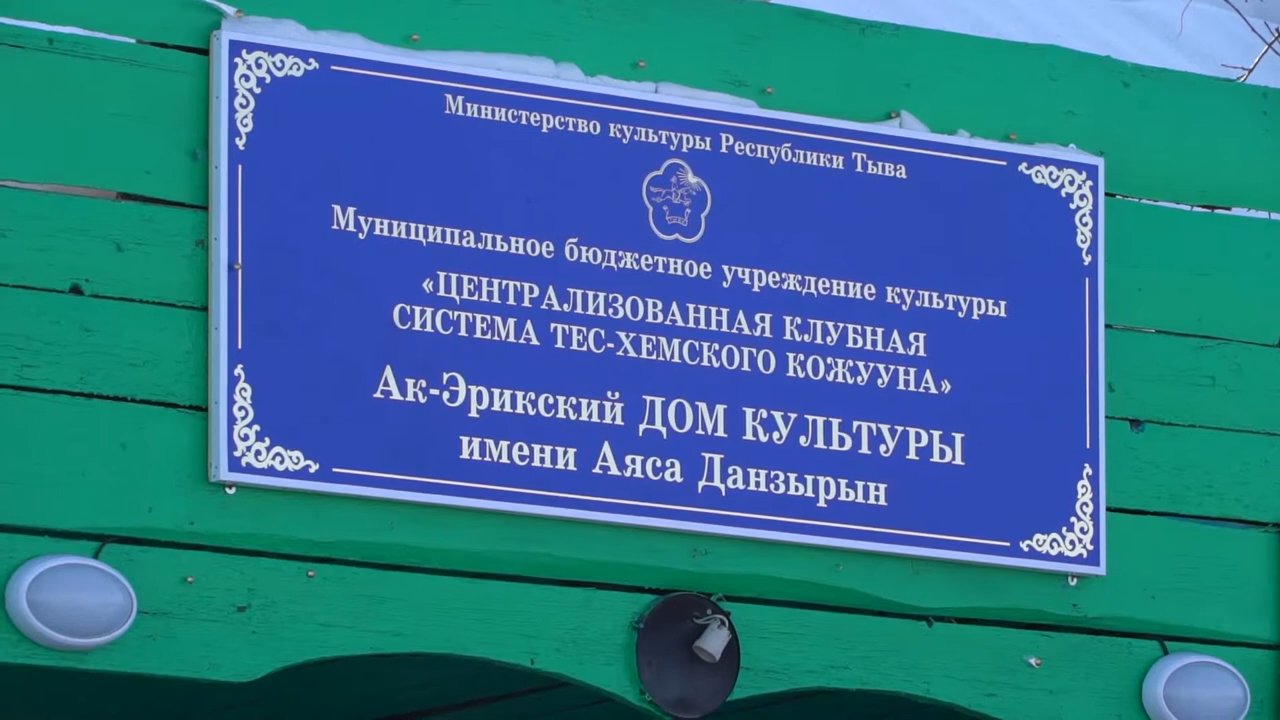 Министерство культуры Республики Тыва
Муниципальное бюджетное учреждение культуры
«ЦЕНТРАЛИЗОВАННАЯ КЛУБНАЯ
СИСТЕМА ТЕС-ХЕМСКОГО КОЖУУНА»
Ак-Эрикский ДОМ КУЛЬТУРЫ
имени Аяса Данзырын